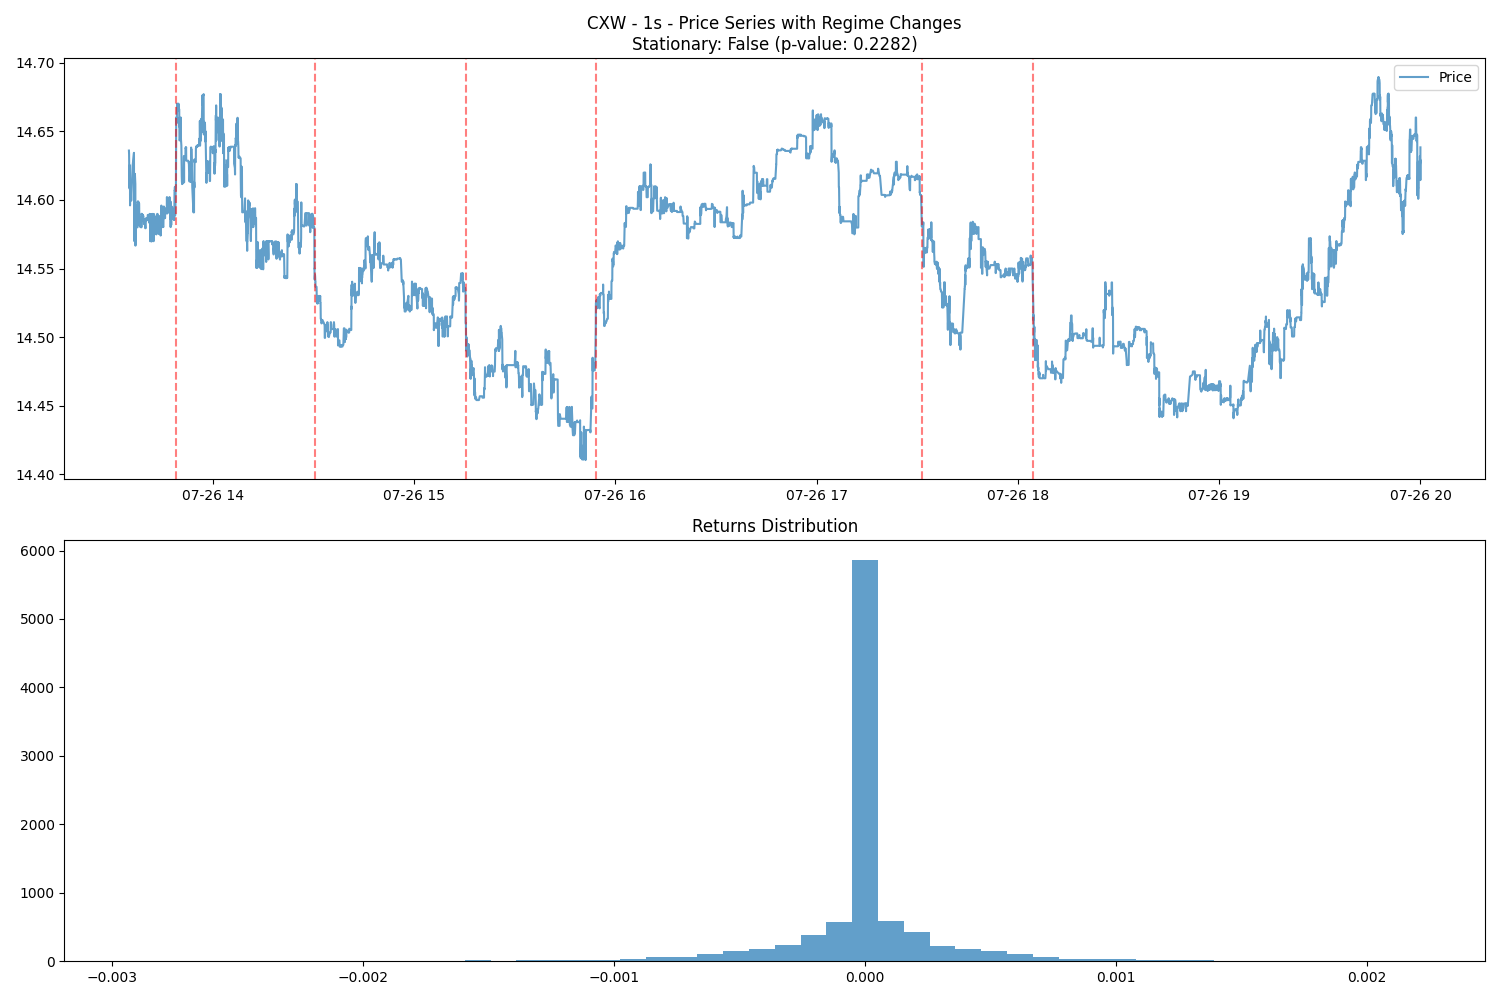 CXW - 1s - Price Series with Regime Changes
Stationary: False (p-value: 0.2282)
Price
14.70
14.65
14.60
14.55
14.50
14.45
14.40
07-26 14 07-26 15 07-26 16 07-26 17 07-26 18 07-26 19 07-26 20
Returns Distribution
6000
5000
4000
3000
2000
1000
0
−0.003 −0.002 −0.001 0.000 0.001 0.002